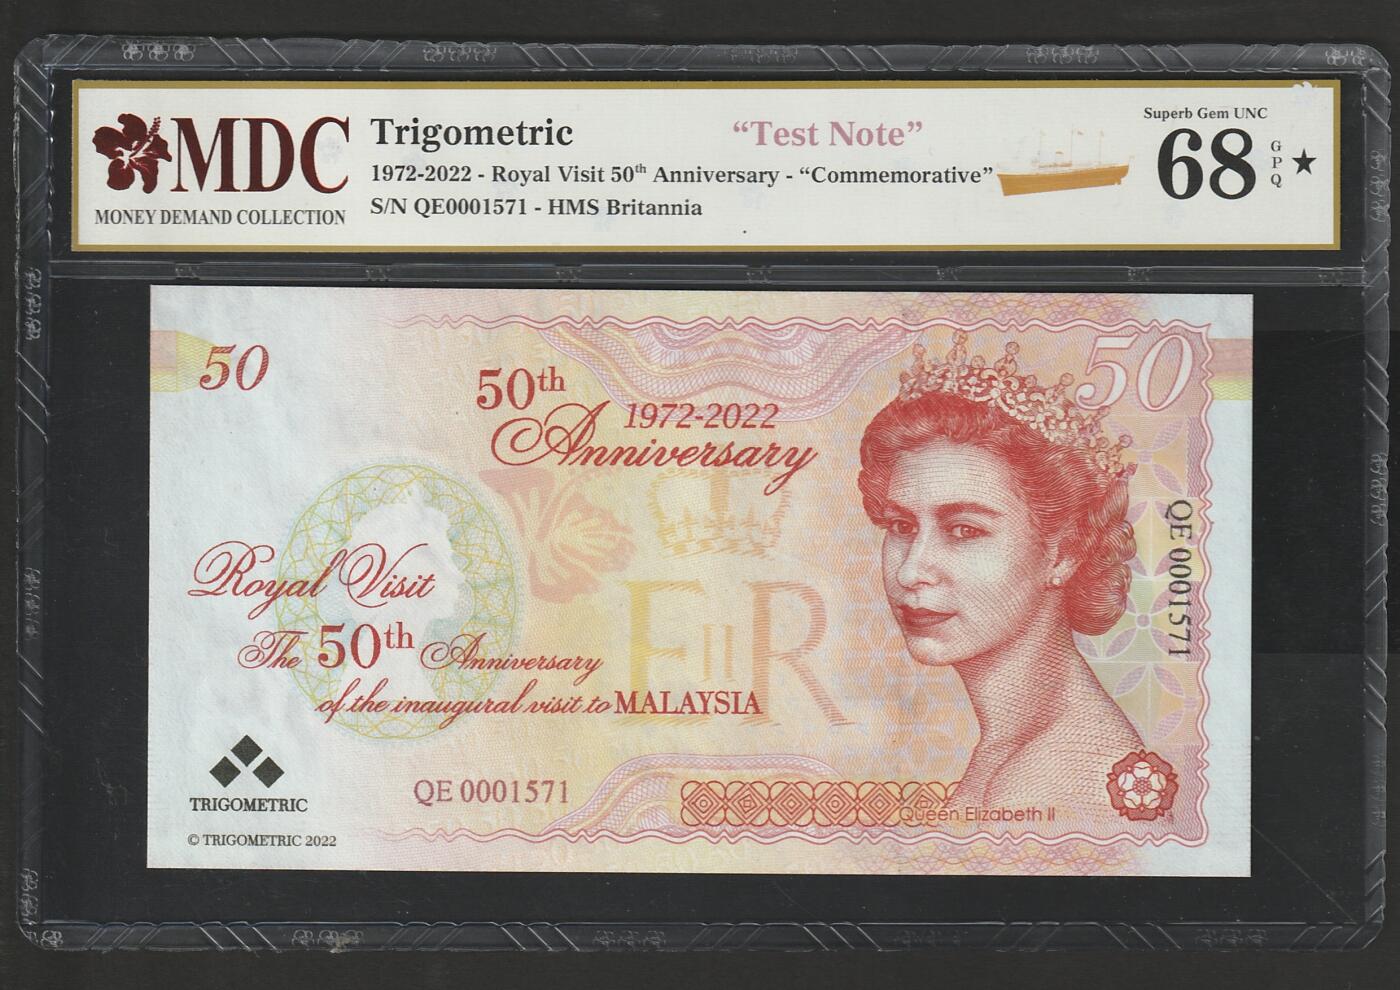 MDC
MONEY DEMAND COLLECTION
Trigometric
“Test Note”
1972-2022 - Royal Visit 50th Anniversary - “Commemorative”
S/N QE0001571 - HMS Britannia
Superb Gem UNC
68
GPQ ★
50
50th
1972-2022
Anniversary
50
Royal Visit
The 50th Anniversary
of the inaugural visit to MALAYSIA
E II R
QE 0001571
QE 0001571
TRIGOMETRIC
© TRIGOMETRIC 2022
Queen Elizabeth II